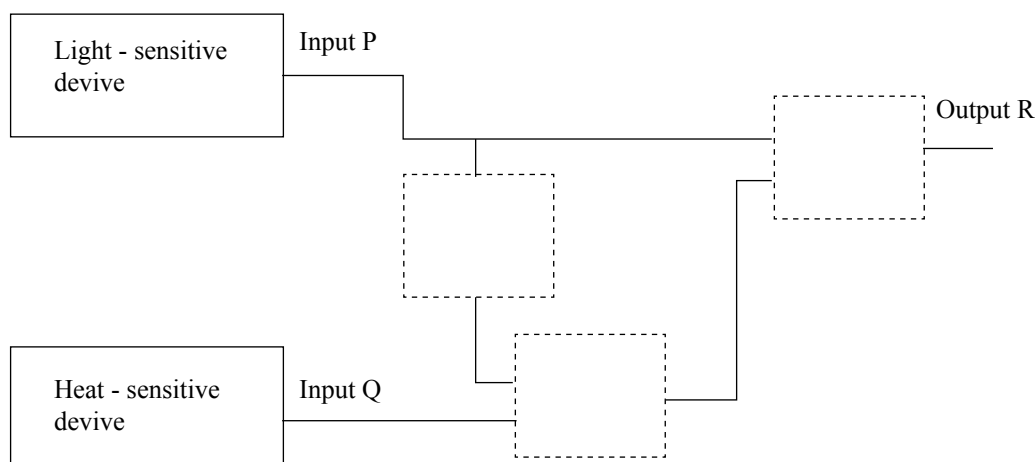 Light - sensitive
devive
Input P
Output R
Heat - sensitive
devive
Input Q